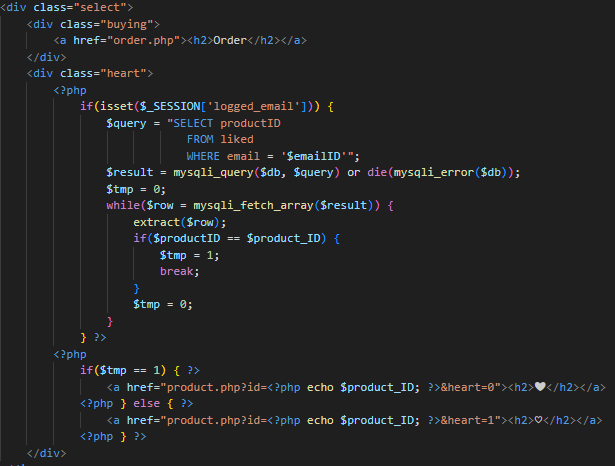 <div class="select">
<div class="buying">
<a href="order.php"><h2>Order</h2></a>
</div>
<div class="heart">
<?php
if(isset($_SESSION['logged_email'])) {
$query = "SELECT productID
FROM liked
WHERE email = '$emailID'";
$result = mysqli_query($db, $query) or die(mysqli_error($db));
$tmp = 0;
while($row = mysqli_fetch_array($result)) {
extract($row);
if($productID == $product_ID) {
$tmp = 1;
break;
}
$tmp = 0;
}
} ?>
<?php
if($tmp == 1) { ?>
<a href="product.php?id=<?php echo $product_ID; ?>&heart=0"><h2>♥</h2></a>
<?php } else { ?>
<a href="product.php?id=<?php echo $product_ID; ?>&heart=1"><h2>♡</h2></a>
<?php } ?>
</div>